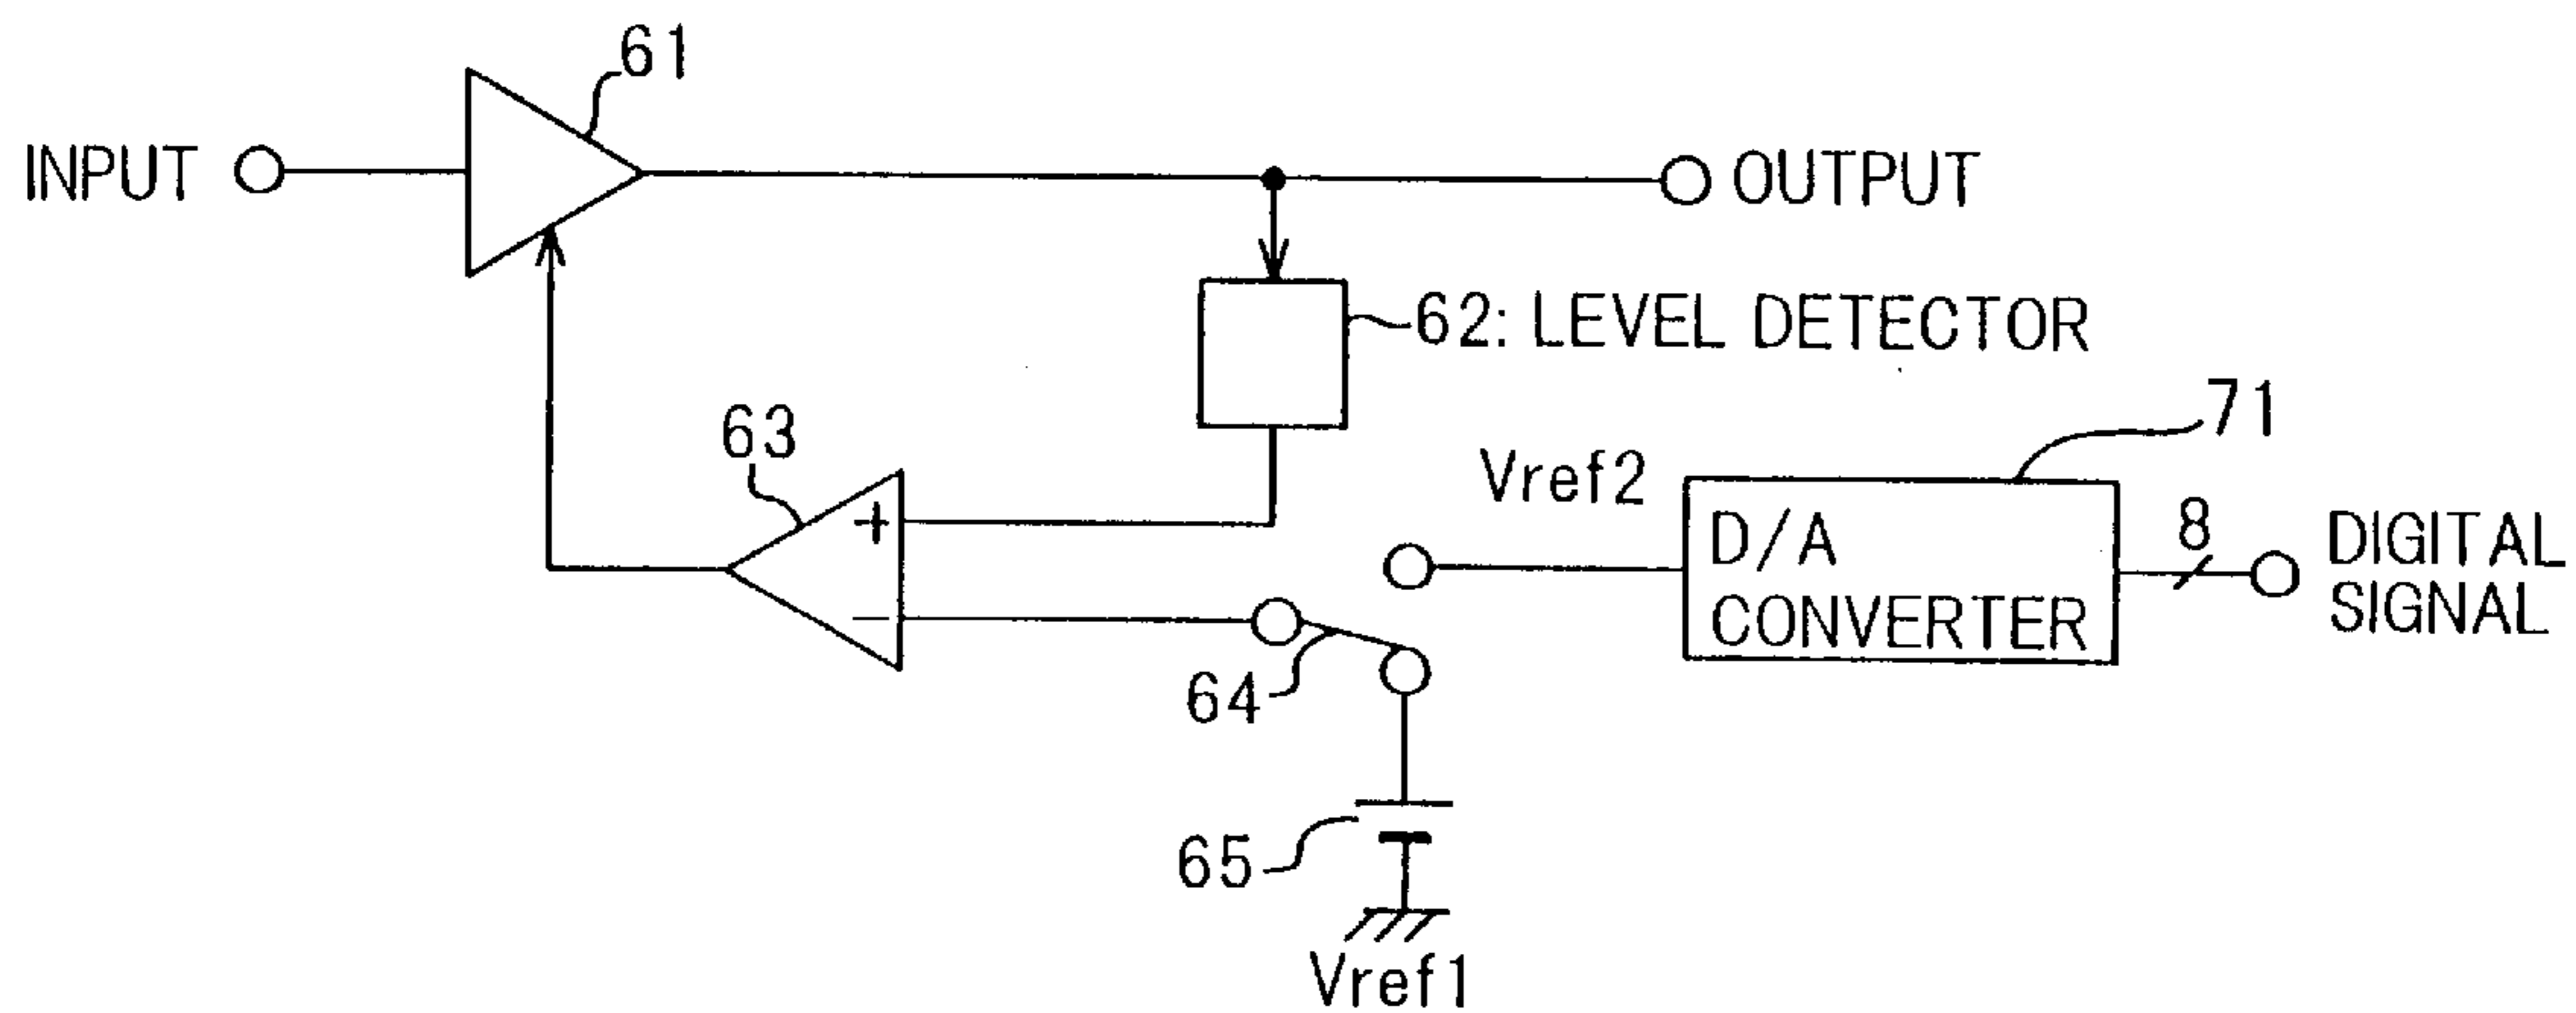 61
INPUT
OUTPUT
62: LEVEL DETECTOR
71
63
Vref2
+
D/A
CONVERTER
8
DIGITAL
SIGNAL
−
64
65
Vref1